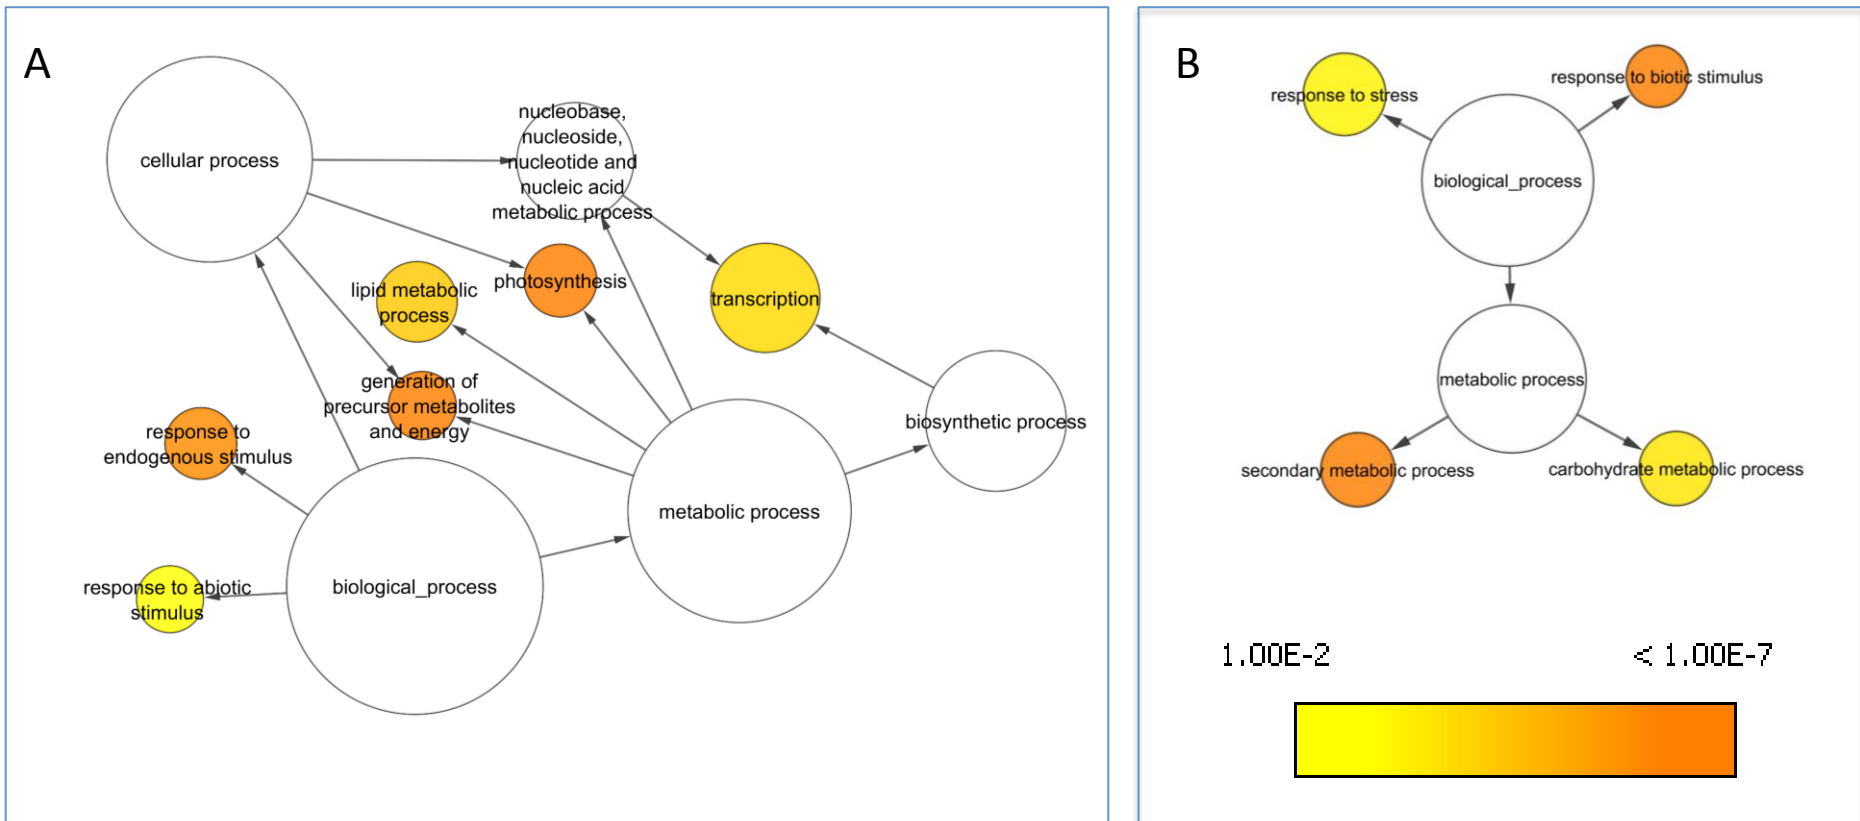 A
cellular process
nucleobase,
nucleoside,
nucleotide and
nucleic acid
metabolic process
lipid metabolic
process
photosynthesis
transcription
generation of
precursor metabolites
and energy
biosynthetic process
response to
endogenous stimulus
metabolic process
biological_process
response to abiotic
stimulus
B
response to stress
response to biotic stimulus
biological_process
metabolic process
secondary metabolic process
carbohydrate metabolic process
1.00E-2
< 1.00E-7